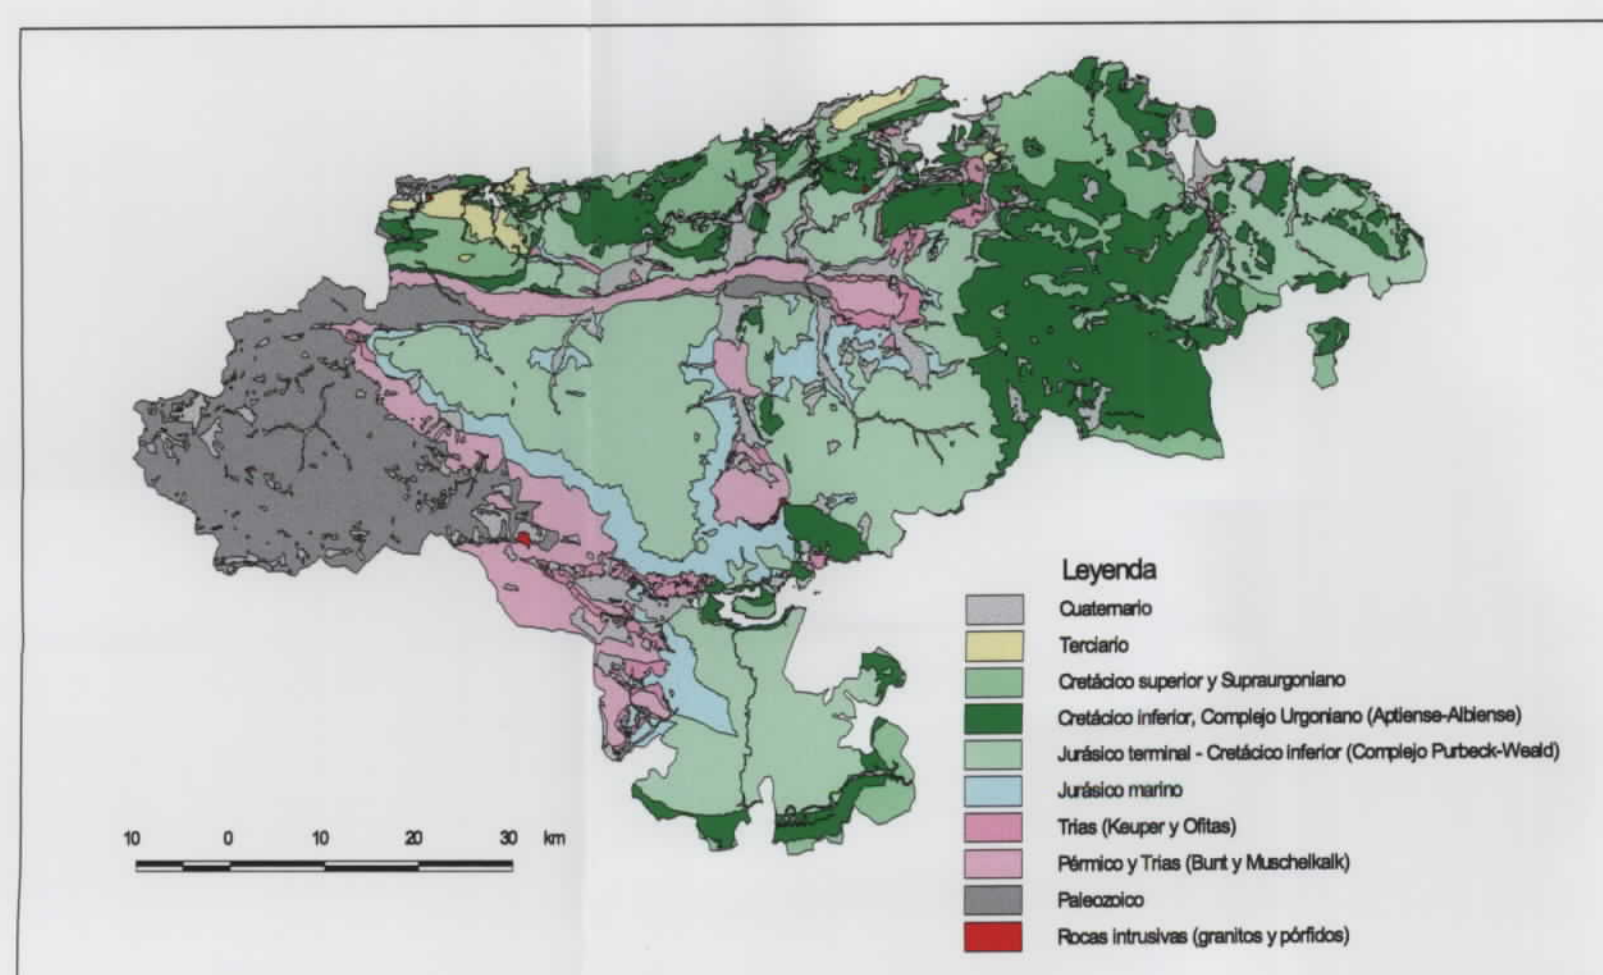 Leyenda
Cuaternario
Terciario
Cretácico superior y Supraurgoniano
Cretácico inferior, Complejo Urgoniano (Aptiense-Albiense)
Jurásico terminal - Cretácico inferior (Complejo Purbeck-Weald)
Jurásico marino
Trias (Keuper y Ofitas)
Pérmico y Trias (Bunt y Muschelkalk)
Paleozoico
Rocas intrusivas (granitos y pórfidos)
10 0 10 20 30 km